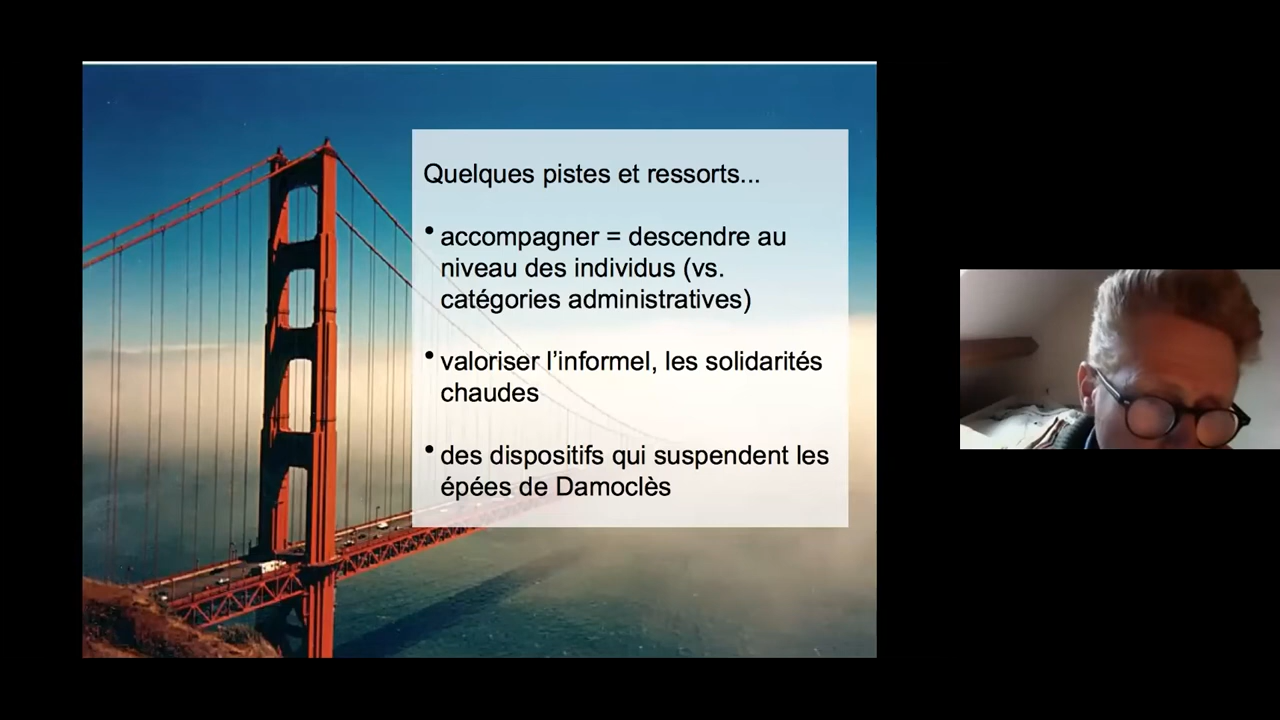 Quelques pistes et ressorts...
• accompagner = descendre au
niveau des individus (vs.
catégories administratives)
• valoriser l’informel, les solidarités
chaudes
• des dispositifs qui suspendent les
épées de Damoclès